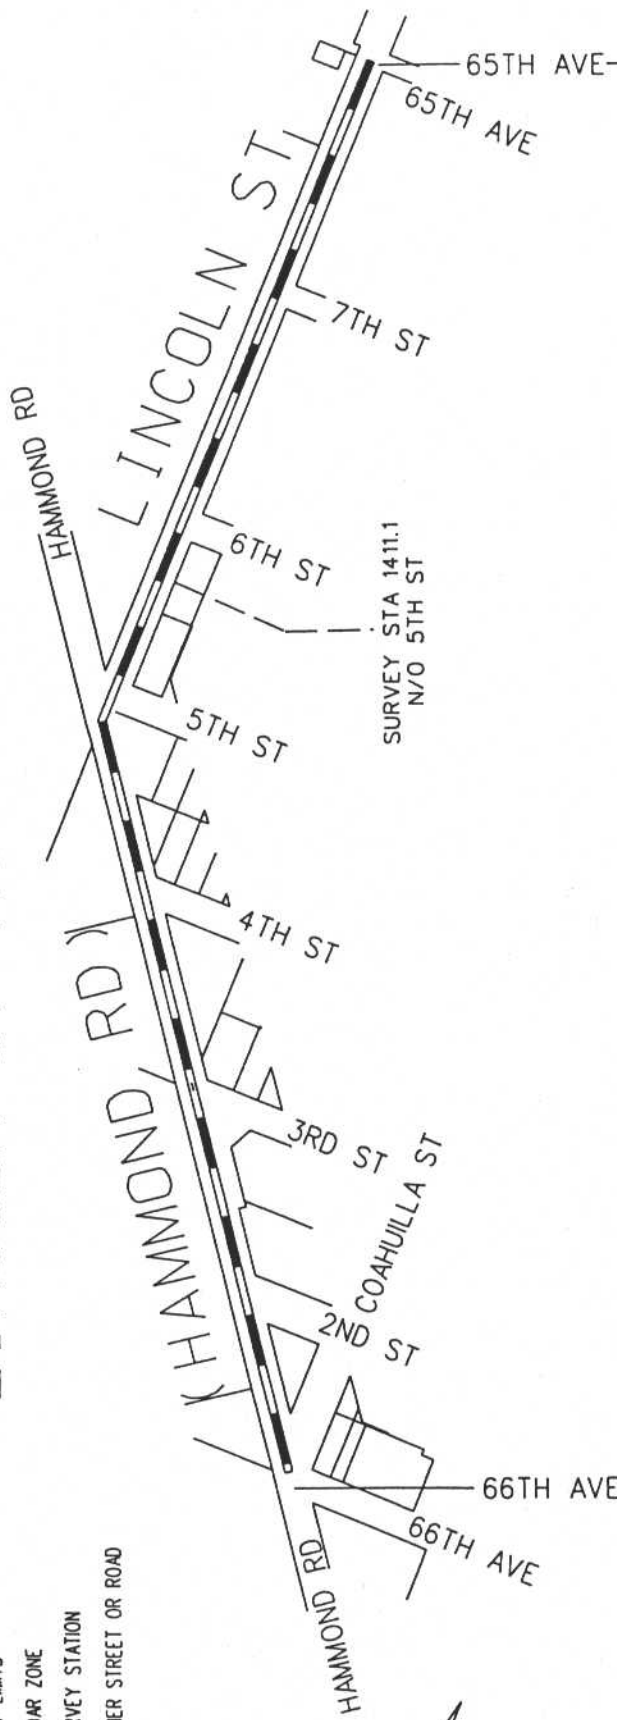 65TH AVE-
65TH AVE
LINCOLN ST
7TH ST
HAMMOND RD
6TH ST
SURVEY STA 1411.1
N/O 5TH ST
5TH ST
4TH ST
(HAMMOND RD)
3RD ST
COAHUILLA ST
2ND ST
66TH AVE
66TH AVE
HAMMOND RD
AR ZONE
VEY STATION
ER STREET OR ROAD